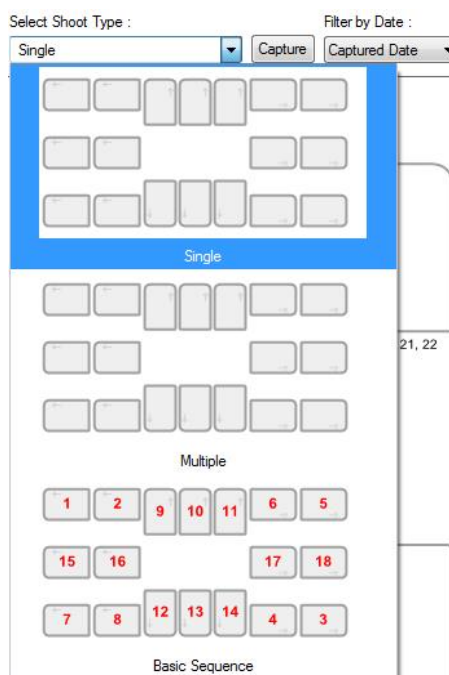 Select Shoot Type :
Filter by Date :
Single
Capture
Captured Date
Single
21, 22
Multiple
1 2 9 10 11 6 5
15 16 17 18
7 8 12 13 14 4 3
Basic Sequence